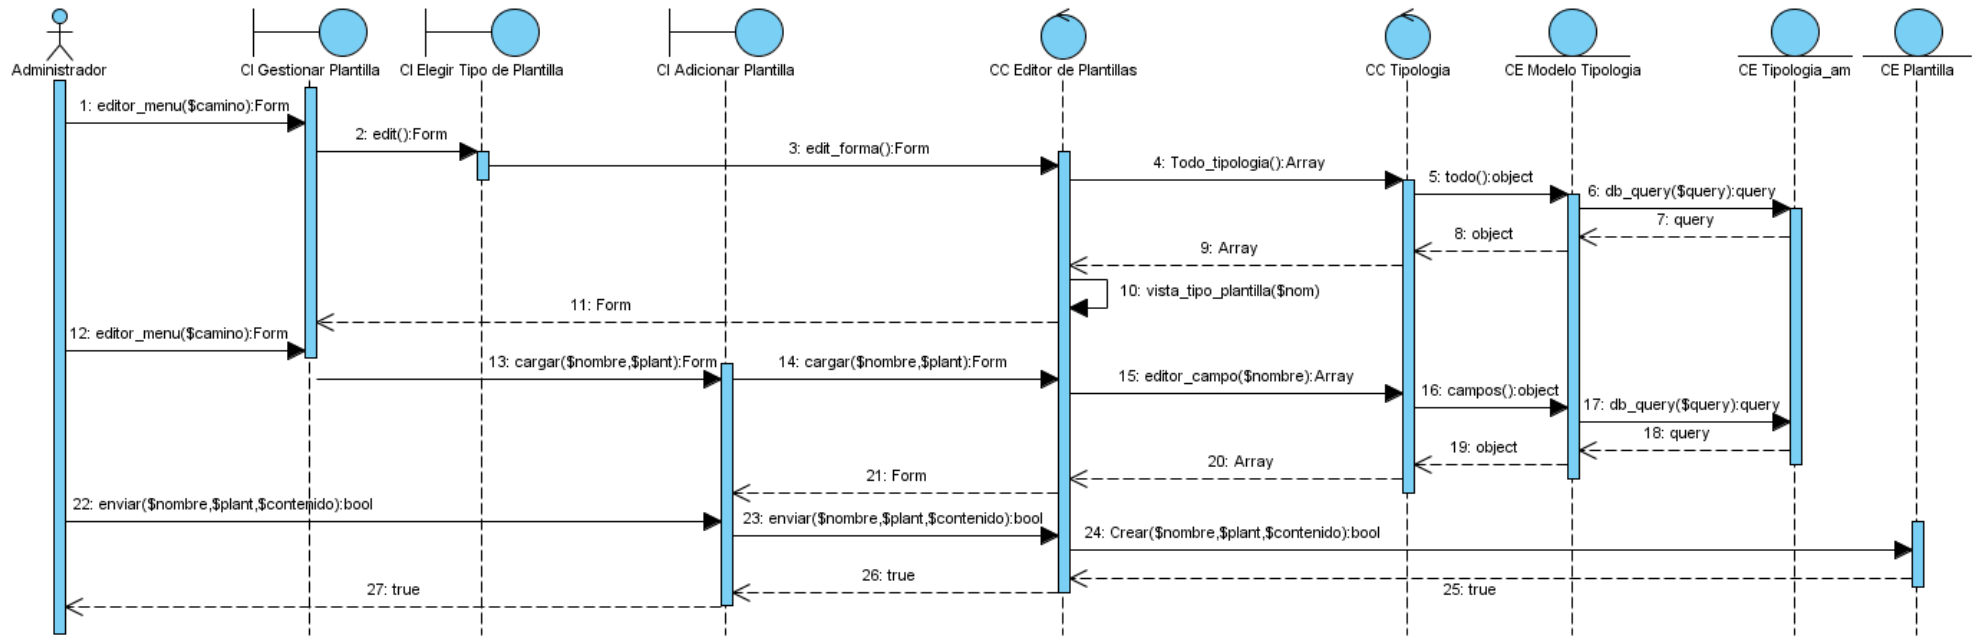 Administrador
CI Gestionar Plantilla
CI Elegir Tipo de Plantilla
CI Adicionar Plantilla
CC Editor de Plantillas
CC Tipologia
CE Modelo Tipologia
CE Tipologia_am
CE Plantilla
1: editor_menu($camino):Form
2: edit():Form
3: edit_forma():Form
4: Todo_tipologia():Array
5: todo():object
6: db_query($query):query
7: query
8: object
9: Array
10: vista_tipo_plantilla($nom)
11: Form
12: editor_menu($camino):Form
13: cargar($nombre,$plant):Form
14: cargar($nombre,$plant):Form
15: editor_campo($nombre):Array
16: campos():object
17: db_query($query):query
18: query
19: object
20: Array
21: Form
22: enviar($nombre,$plant,$contenido):bool
23: enviar($nombre,$plant,$contenido):bool
24: Crear($nombre,$plant,$contenido):bool
25: true
26: true
27: true